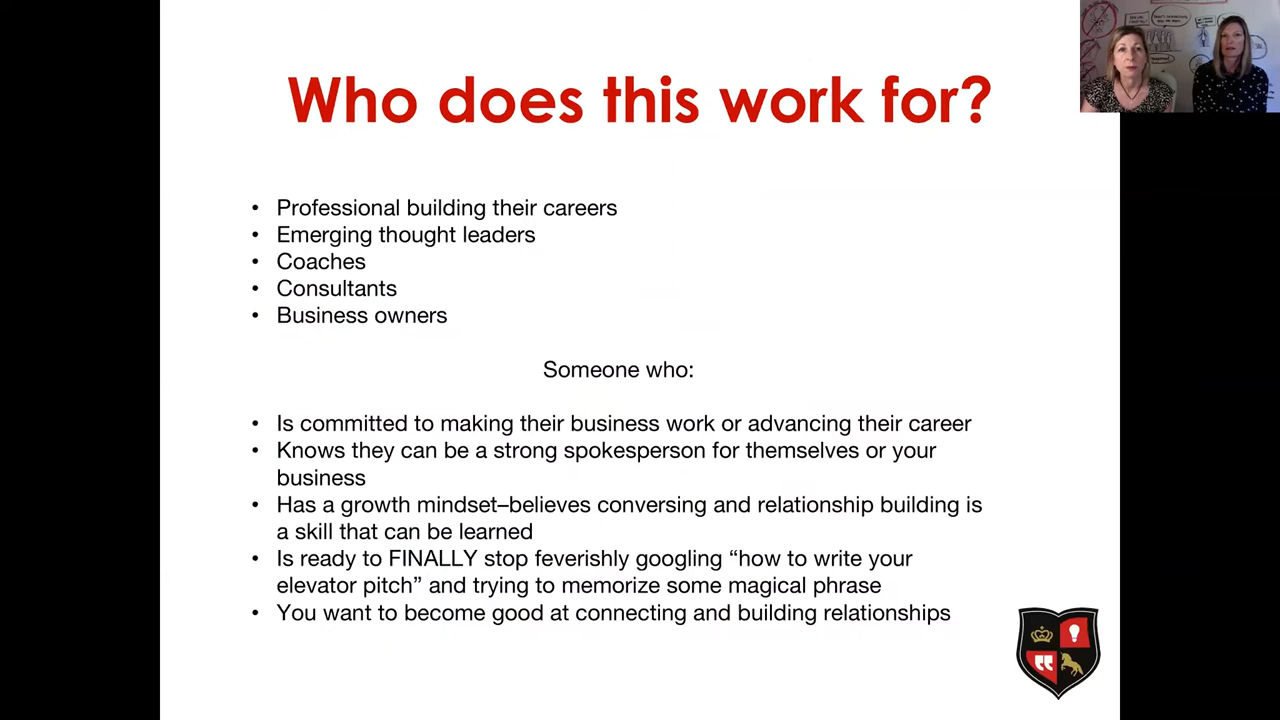 Who does this work for?
• Professional building their careers
• Emerging thought leaders
• Coaches
• Consultants
• Business owners
Someone who:
• Is committed to making their business work or advancing their career
• Knows they can be a strong spokesperson for themselves or your
business
• Has a growth mindset–believes conversing and relationship building is
a skill that can be learned
• Is ready to FINALLY stop feverishly googling “how to write your
elevator pitch” and trying to memorize some magical phrase
• You want to become good at connecting and building relationships